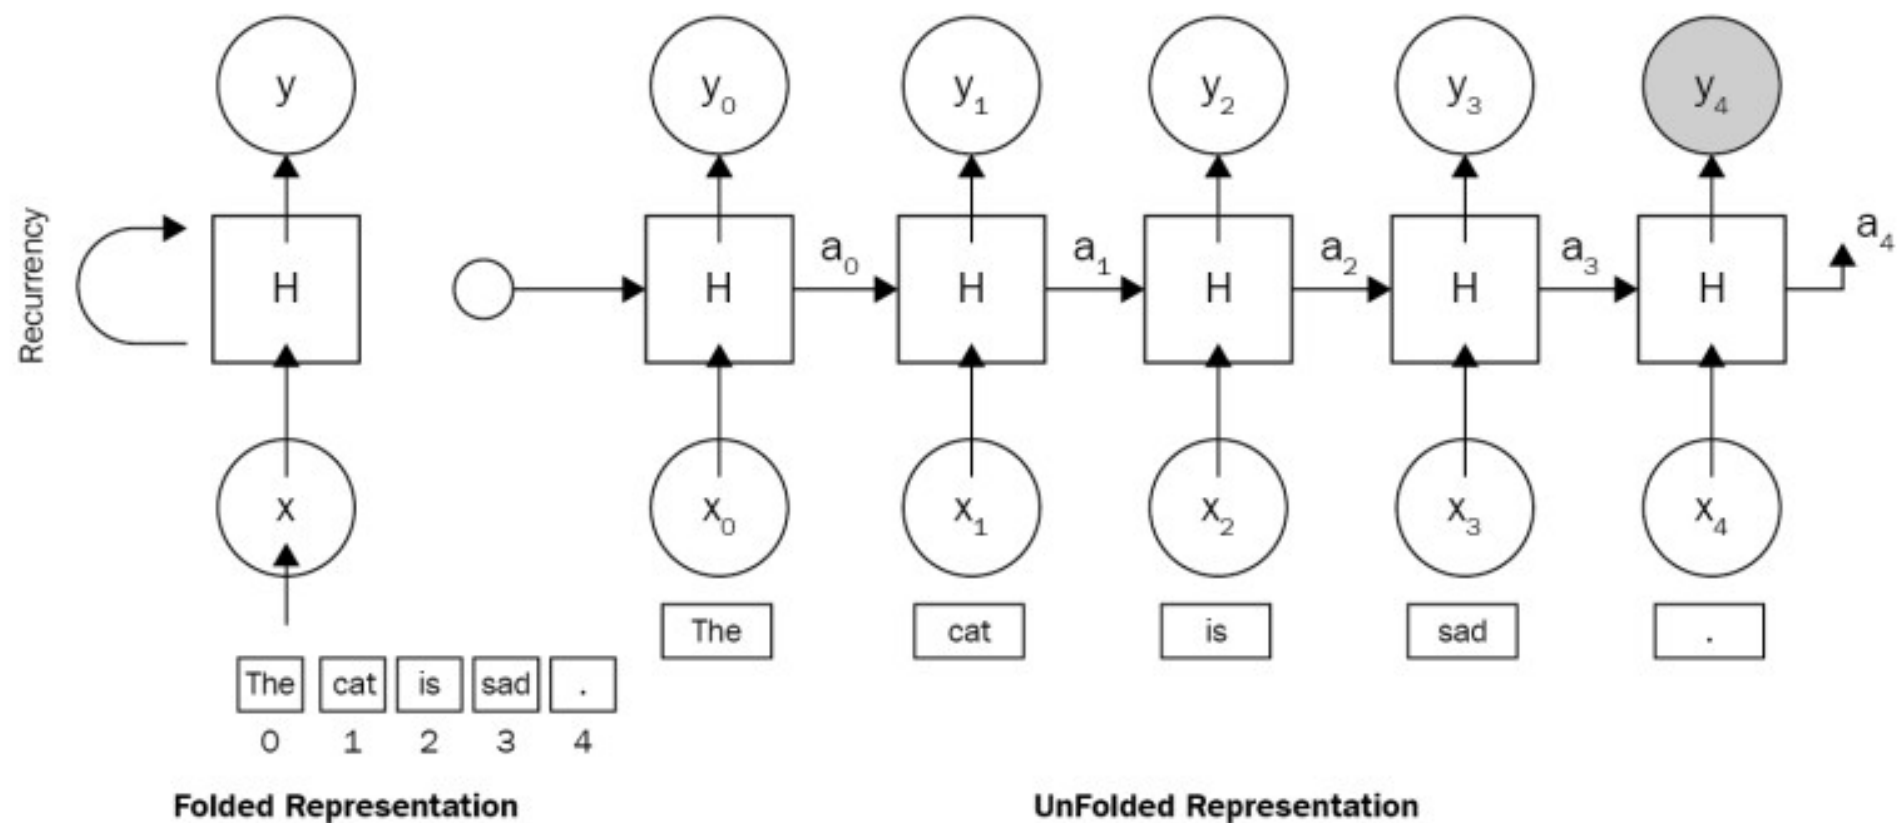 y y₀ y₁ y₂ y₃ y₄
Recurrency
H H a₀ H a₁ H a₂ H a₃ H a₄
x x₀ x₁ x₂ x₃ x₄
The cat is sad .
The cat is sad .
0 1 2 3 4
Folded Representation
UnFolded Representation